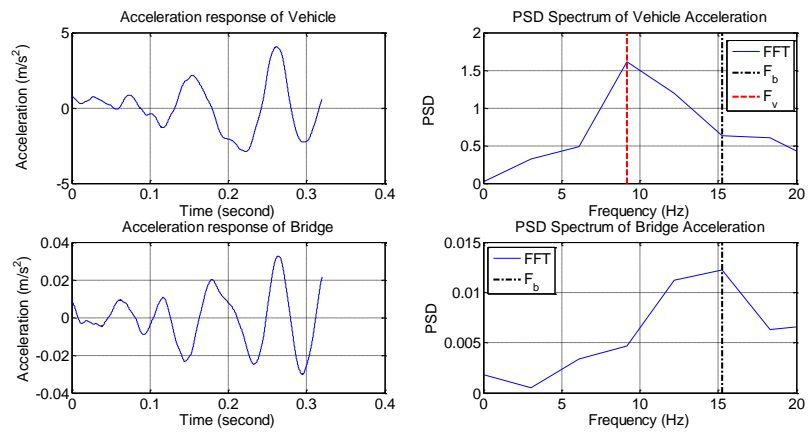 Acceleration response of Vehicle
Acceleration (m/s²)
5
0
-5
0 0.1 0.2 0.3 0.4
Time (second)
PSD Spectrum of Vehicle Acceleration
PSD
2
1.5
1
0.5
0
0 5 10 15 20
Frequency (Hz)
FFT
F_b
F_v
Acceleration response of Bridge
Acceleration (m/s²)
0.04
0.02
0
-0.02
-0.04
0 0.1 0.2 0.3 0.4
Time (second)
PSD Spectrum of Bridge Acceleration
PSD
0.015
0.01
0.005
0
0 5 10 15 20
Frequency (Hz)
FFT
F_b